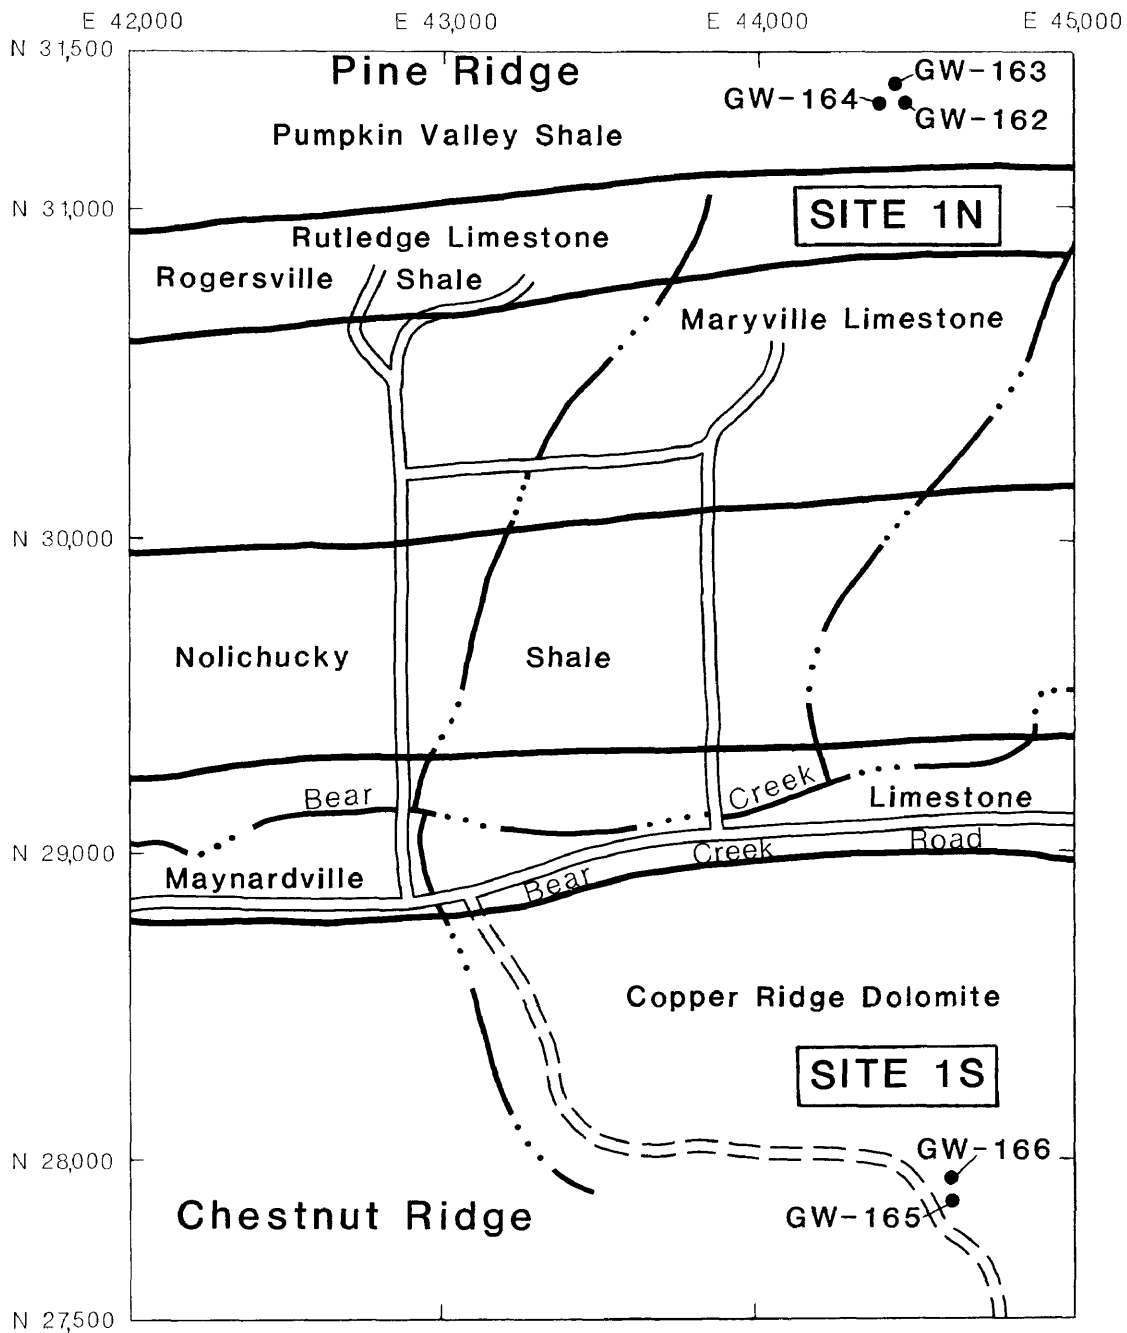 E 42,000 E 43,000 E 44,000 E 45,000
N 31,500
Pine Ridge
GW-163
GW-164
GW-162
Pumpkin Valley Shale
N 31,000
SITE 1N
Rutledge Limestone
Rogersville Shale
Maryville Limestone
N 30,000
Nolichucky Shale
Bear Creek
Limestone
N 29,000
Bear Creek Road
Maynardville
Copper Ridge Dolomite
SITE 1S
GW-166
N 28,000
GW-165
Chestnut Ridge
N 27,500